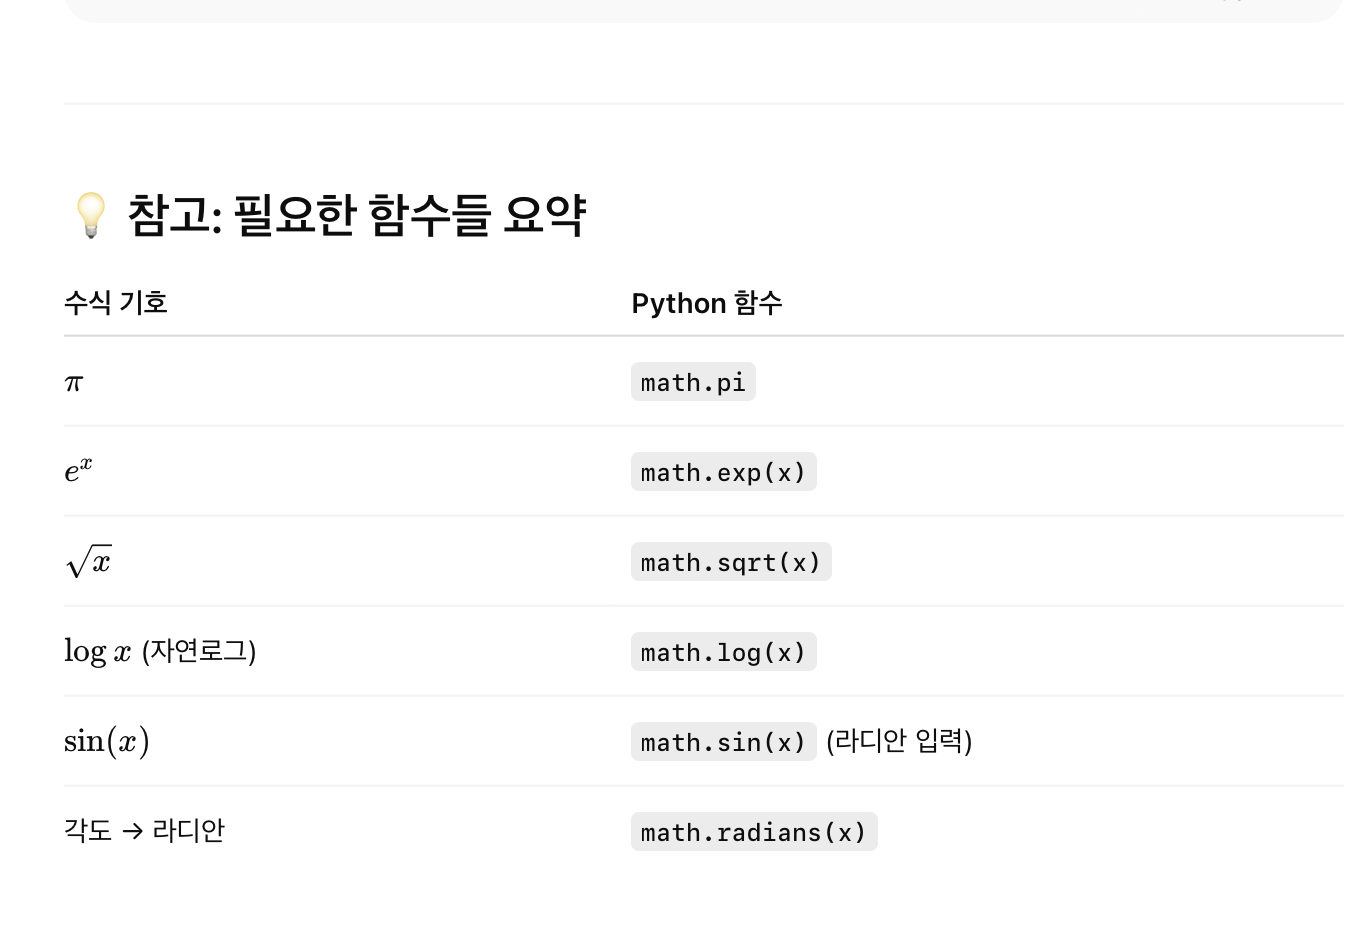 💡 참고: 필요한 함수들 요약
수식 기호 Python 함수
π math.pi
eˣ math.exp(x)
√x math.sqrt(x)
log x (자연로그) math.log(x)
sin(x) math.sin(x) (라디안 입력)
각도 → 라디안 math.radians(x)